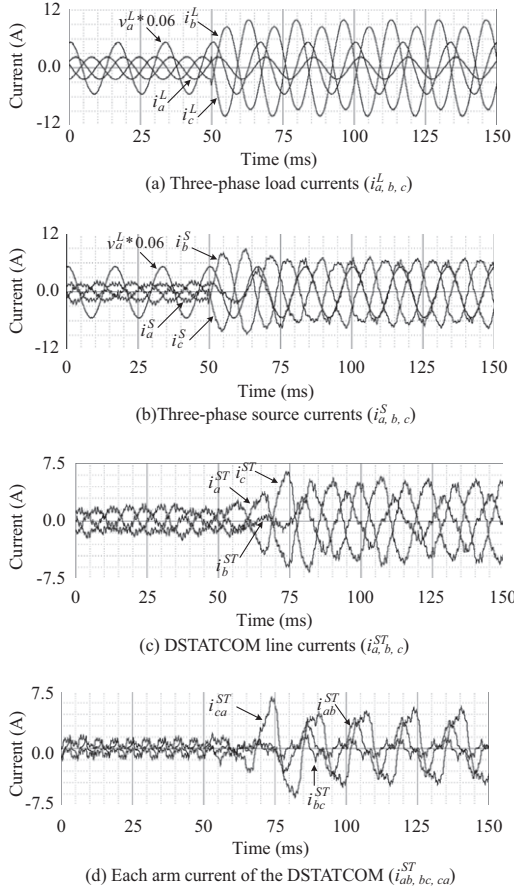 12
v_a^L*0.06 i_b^L
Current (A)
0.0
i_a^L i_c^L
-12
0 25 50 75 100 125 150
Time (ms)
(a) Three-phase load currents (i_{a, b, c}^L)
12
v_a^L*0.06 i_b^S
Current (A)
0.0
i_a^S i_c^S
-12
0 25 50 75 100 125 150
Time (ms)
(b)Three-phase source currents (i_{a, b, c}^S)
7.5
i_a^{ST} i_c^{ST}
Current (A)
0.0
i_b^{ST}
-7.5
0 25 50 75 100 125 150
Time (ms)
(c) DSTATCOM line currents (i_{a, b, c}^{ST})
7.5
i_{ca}^{ST} i_{ab}^{ST}
Current (A)
0.0
i_{bc}^{ST}
-7.5
0 25 50 75 100 125 150
Time (ms)
(d) Each arm current of the DSTATCOM (i_{ab, bc, ca}^{ST})